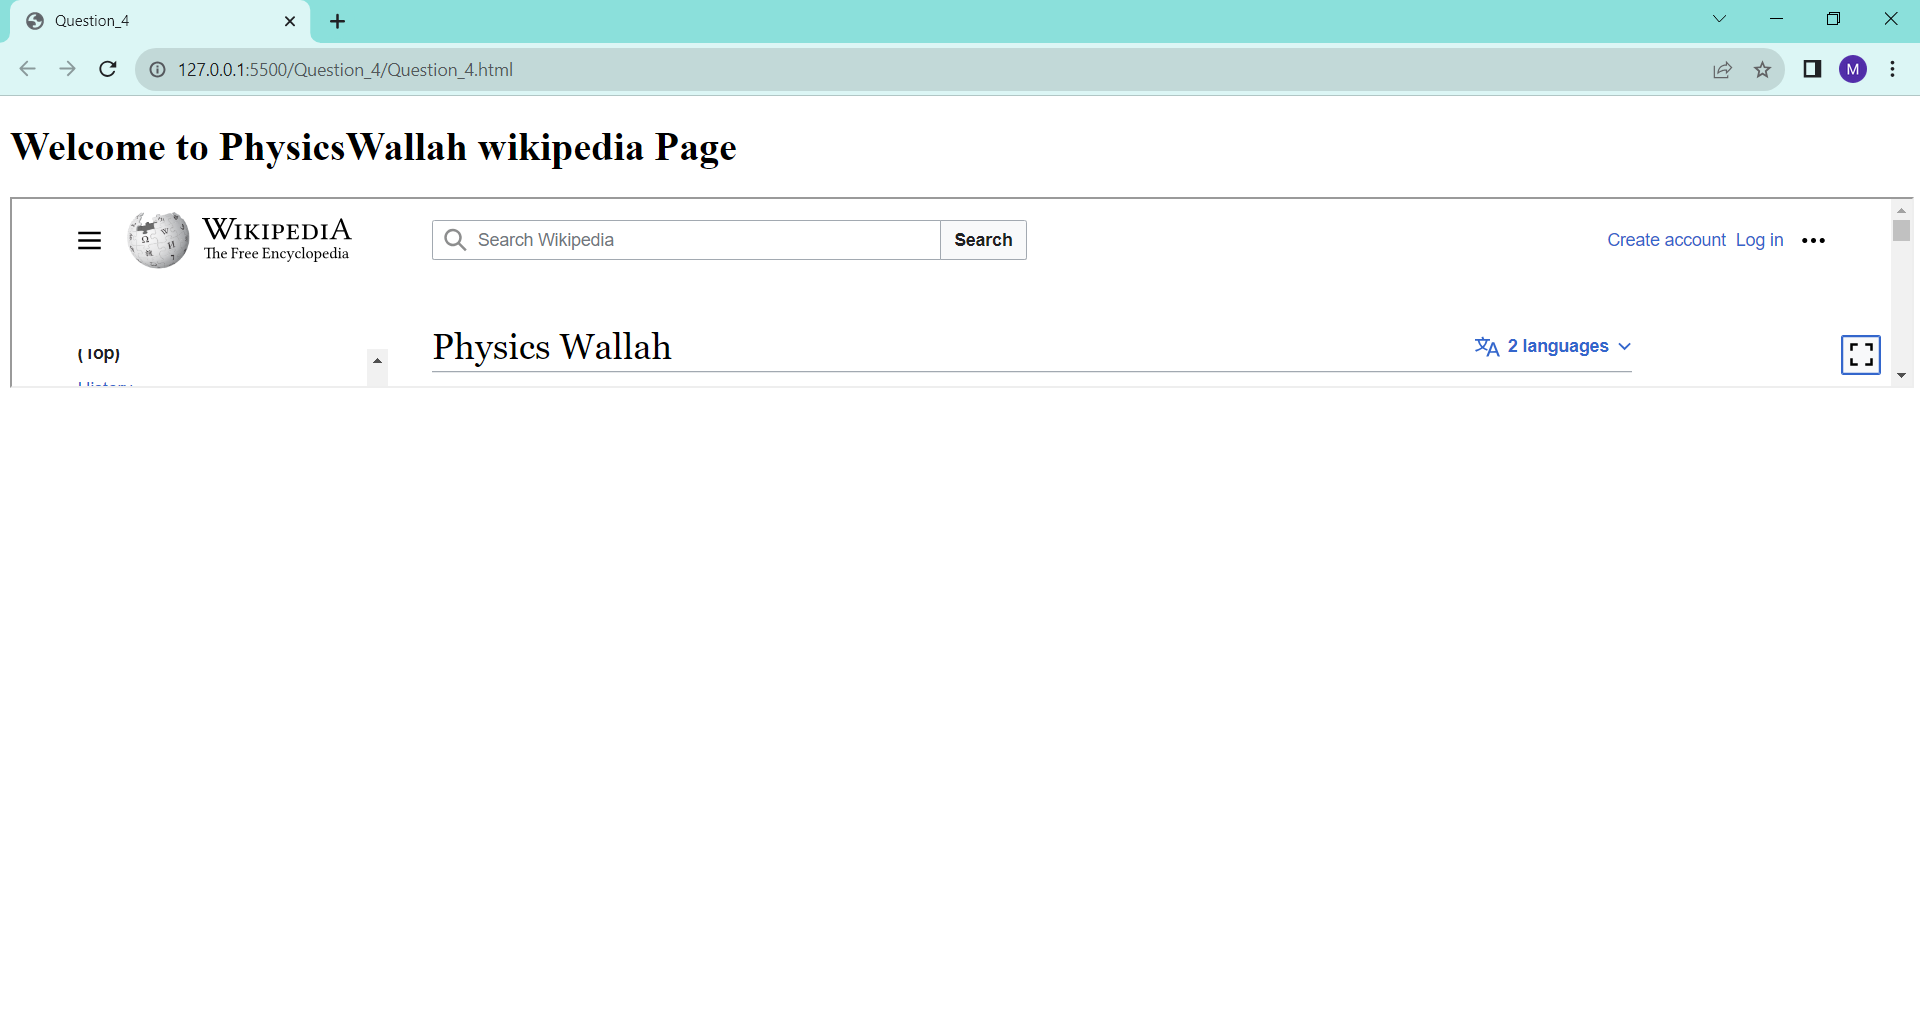 Question_4
127.0.0.1:5500/Question_4/Question_4.html
M
Welcome to PhysicsWallah wikipedia Page
WIKIPEDIA
The Free Encyclopedia
Search Wikipedia
Search
Create account Log in
(Top)
Physics Wallah
2 languages
History